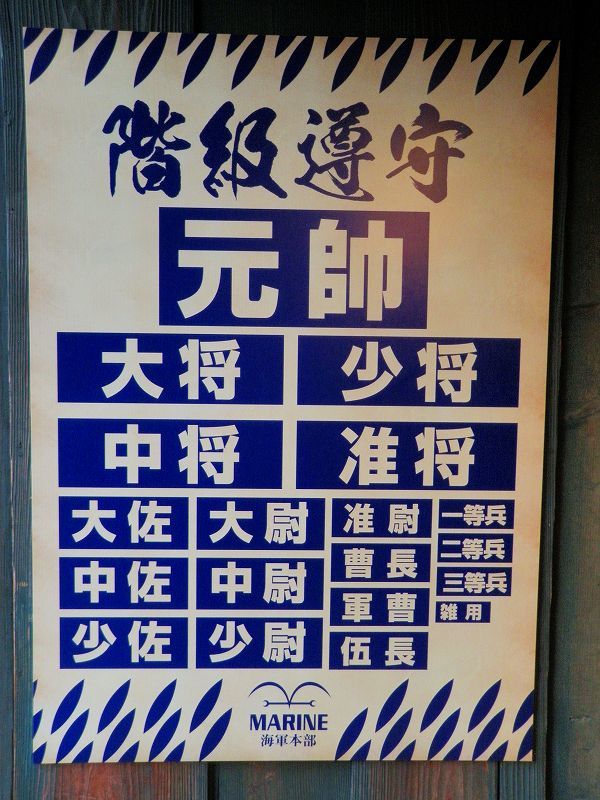 階級遵守
元帥
大将 少将
中将 准将
大佐 大尉 准尉 一等兵
中佐 中尉 曹長 二等兵
少佐 少尉 軍曹 三等兵
伍長 雑用
MARINE
海軍本部